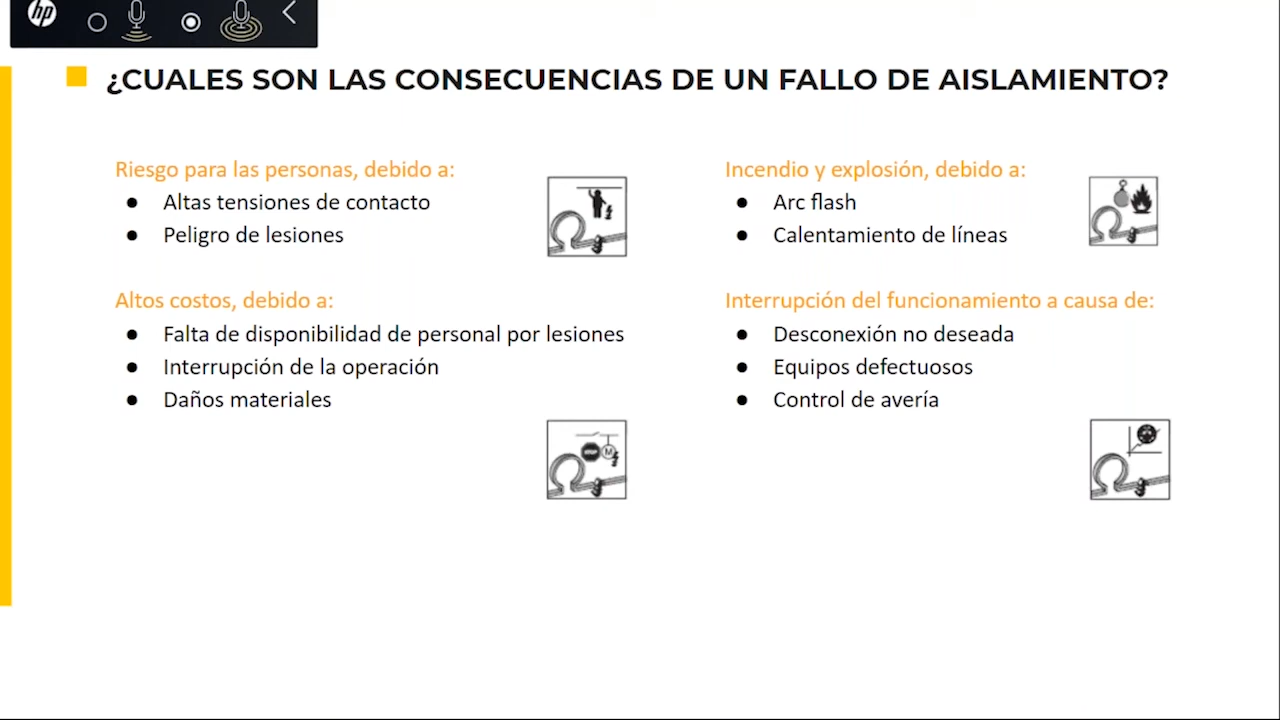 hp
¿CUALES SON LAS CONSECUENCIAS DE UN FALLO DE AISLAMIENTO?
Riesgo para las personas, debido a:
● Altas tensiones de contacto
● Peligro de lesiones
Altos costos, debido a:
● Falta de disponibilidad de personal por lesiones
● Interrupción de la operación
● Daños materiales
STOP
M
Incendio y explosión, debido a:
● Arc flash
● Calentamiento de líneas
Interrupción del funcionamiento a causa de:
● Desconexión no deseada
● Equipos defectuosos
● Control de avería